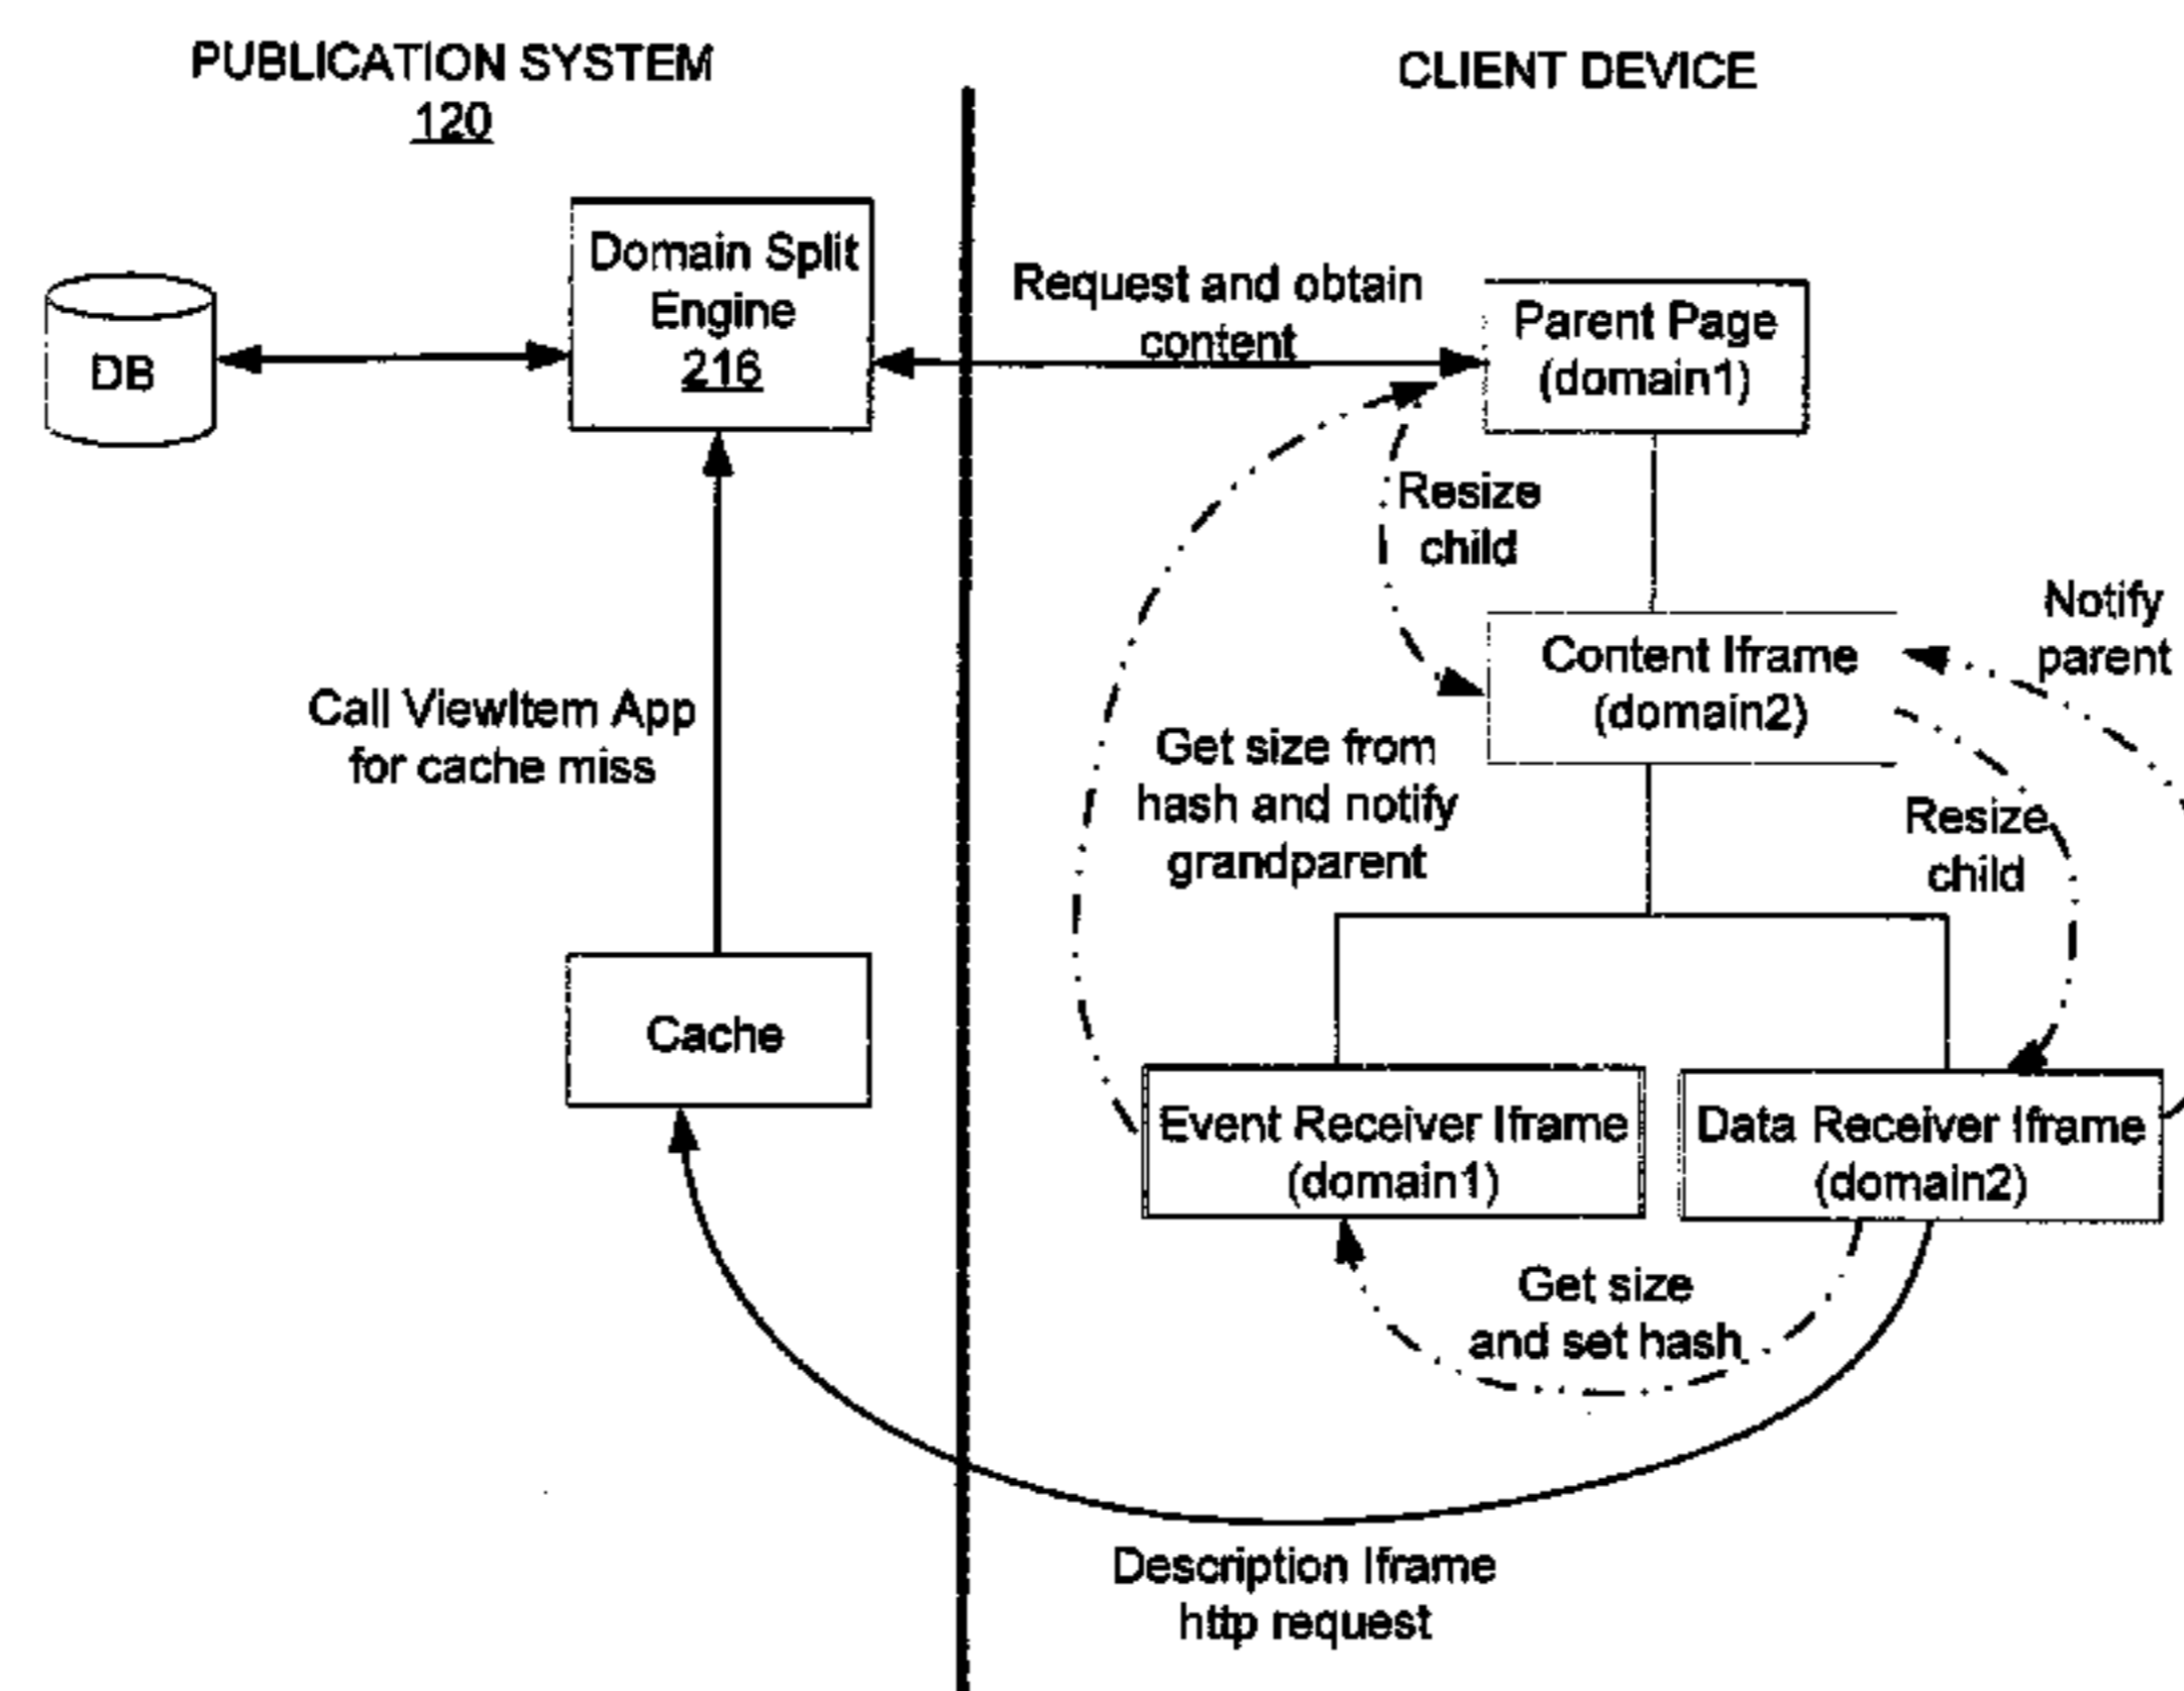 PUBLICATION SYSTEM
120
CLIENT DEVICE
Domain Split
Engine
216
DB
Request and obtain
content
Parent Page
(domain1)
Resize
child
Notify
parent
Content Iframe
(domain2)
Call ViewItem App
for cache miss
Get size from
hash and notify
grandparent
Resize
child
Cache
Event Receiver Iframe
(domain1)
Data Receiver Iframe
(domain2)
Get size
and set hash
Description Iframe
http request